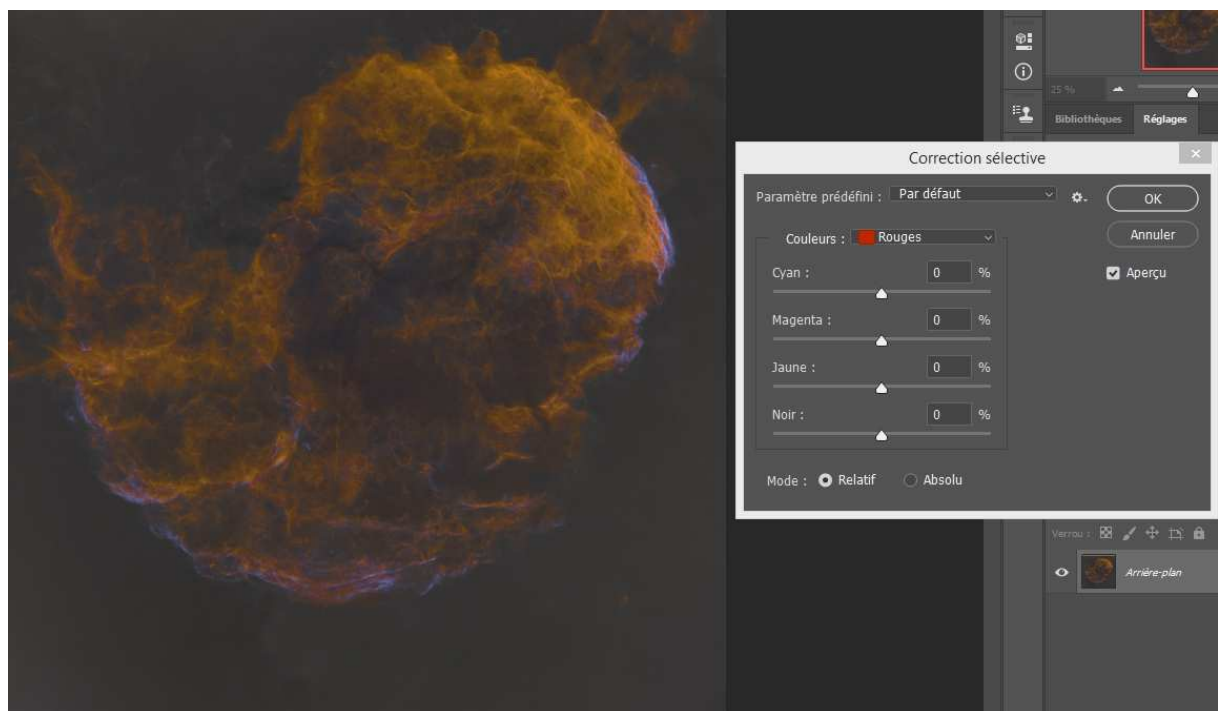 25 %
Bibliothèques Réglages
Correction sélective
Paramètre prédéfini : Par défaut
OK
Couleurs : Rouges
Annuler
Cyan : 0 %
Aperçu
Magenta : 0 %
Jaune : 0 %
Noir : 0 %
Mode : Relatif Absolu
Verrou :
Arrière-plan